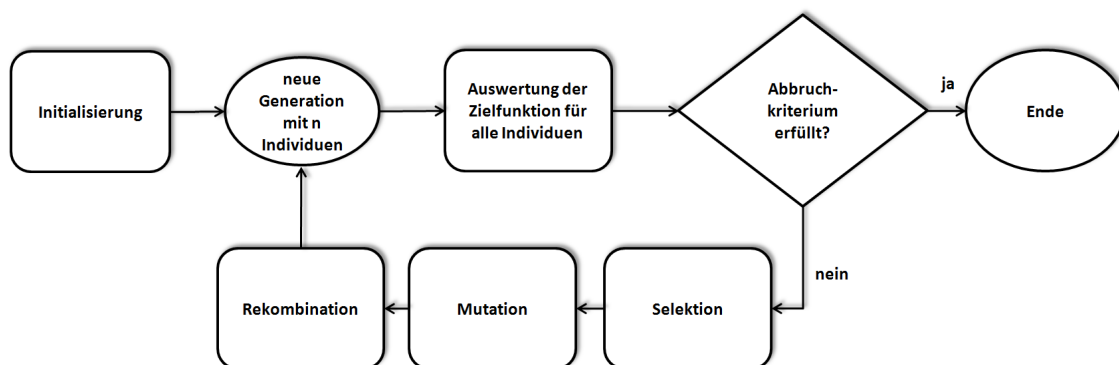 Initialisierung
neue
Generation
mit n
Individuen
Auswertung der
Zielfunktion für
alle Individuen
Abbruch-
kriterium
erfüllt?
ja
Ende
nein
Rekombination
Mutation
Selektion